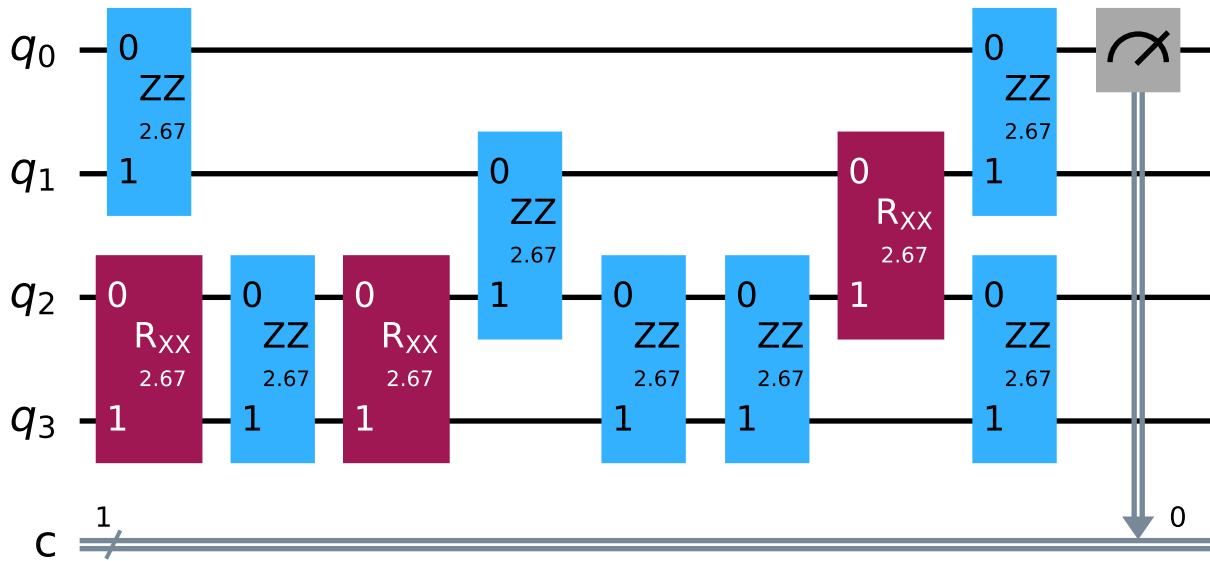 q0 0 0
ZZ ZZ
2.67 2.67
q1 1 0 0 1
ZZ RXX
2.67 2.67
q2 0 0 0 1 0 0 1 0
RXX ZZ RXX ZZ ZZ ZZ
2.67 2.67 2.67 2.67 2.67 2.67
q3 1 1 1 1 1 1
1 0
c